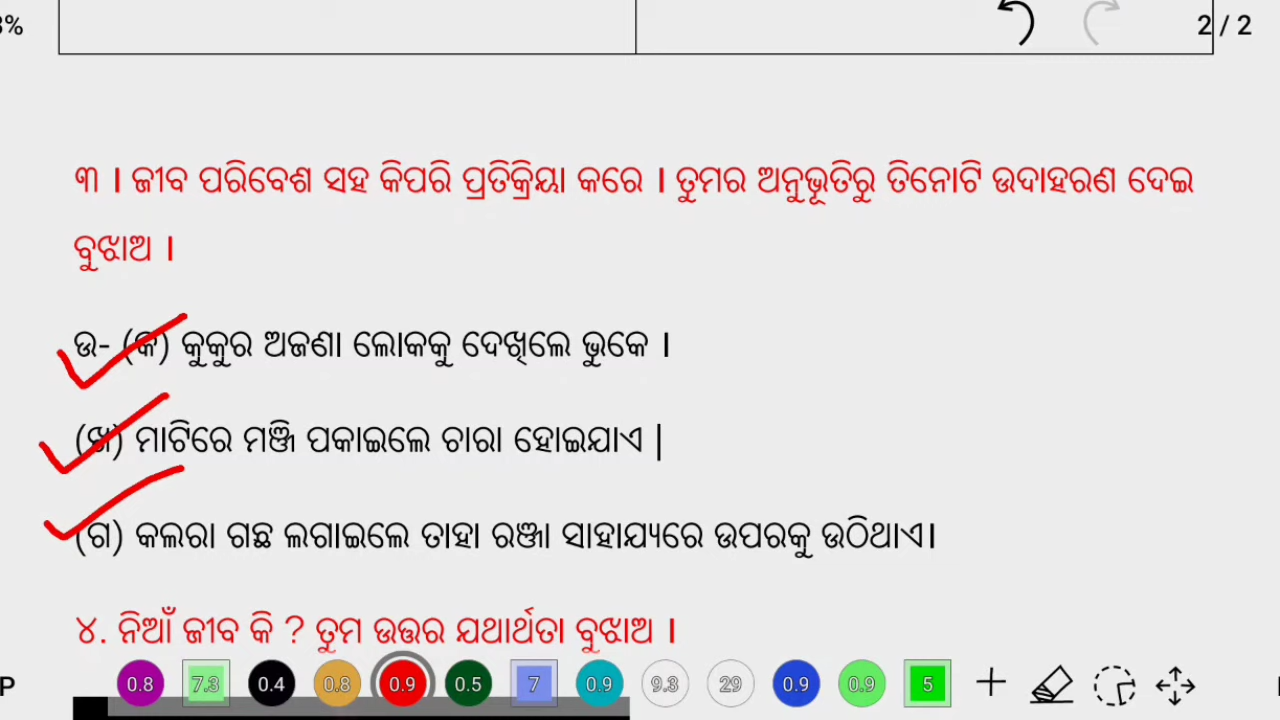 2 / 2
୩ । ଜୀବ ପରିବେଶ ସହ କିପରି ପ୍ରତିକ୍ରିୟା କରେ । ତୁମର ଅନୁଭୂତିରୁ ତିନୋଟି ଉଦାହରଣ ଦେଇ
ବୁଝାଅ ।
ଉ- (କ) କୁକୁର ଅଜଣା ଲୋକକୁ ଦେଖିଲେ ଭୁକେ ।
(ଖ) ମାଟିରେ ମଞ୍ଜି ପକାଇଲେ ଚାରା ହୋଇଯାଏ |
(ଗ) କଲରା ଗଛ ଲଗାଇଲେ ତାହା ରଞ୍ଜା ସାହାଯ୍ୟରେ ଉପରକୁ ଉଠିଥାଏ।
୪. ନିଆଁ ଜୀବ କି ? ତୁମ ଉତ୍ତର ଯଥାର୍ଥତା ବୁଝାଅ ।
0.8 7.3 0.4 0.8 0.9 0.5 7 0.9 9.3 29 0.9 0.9 5